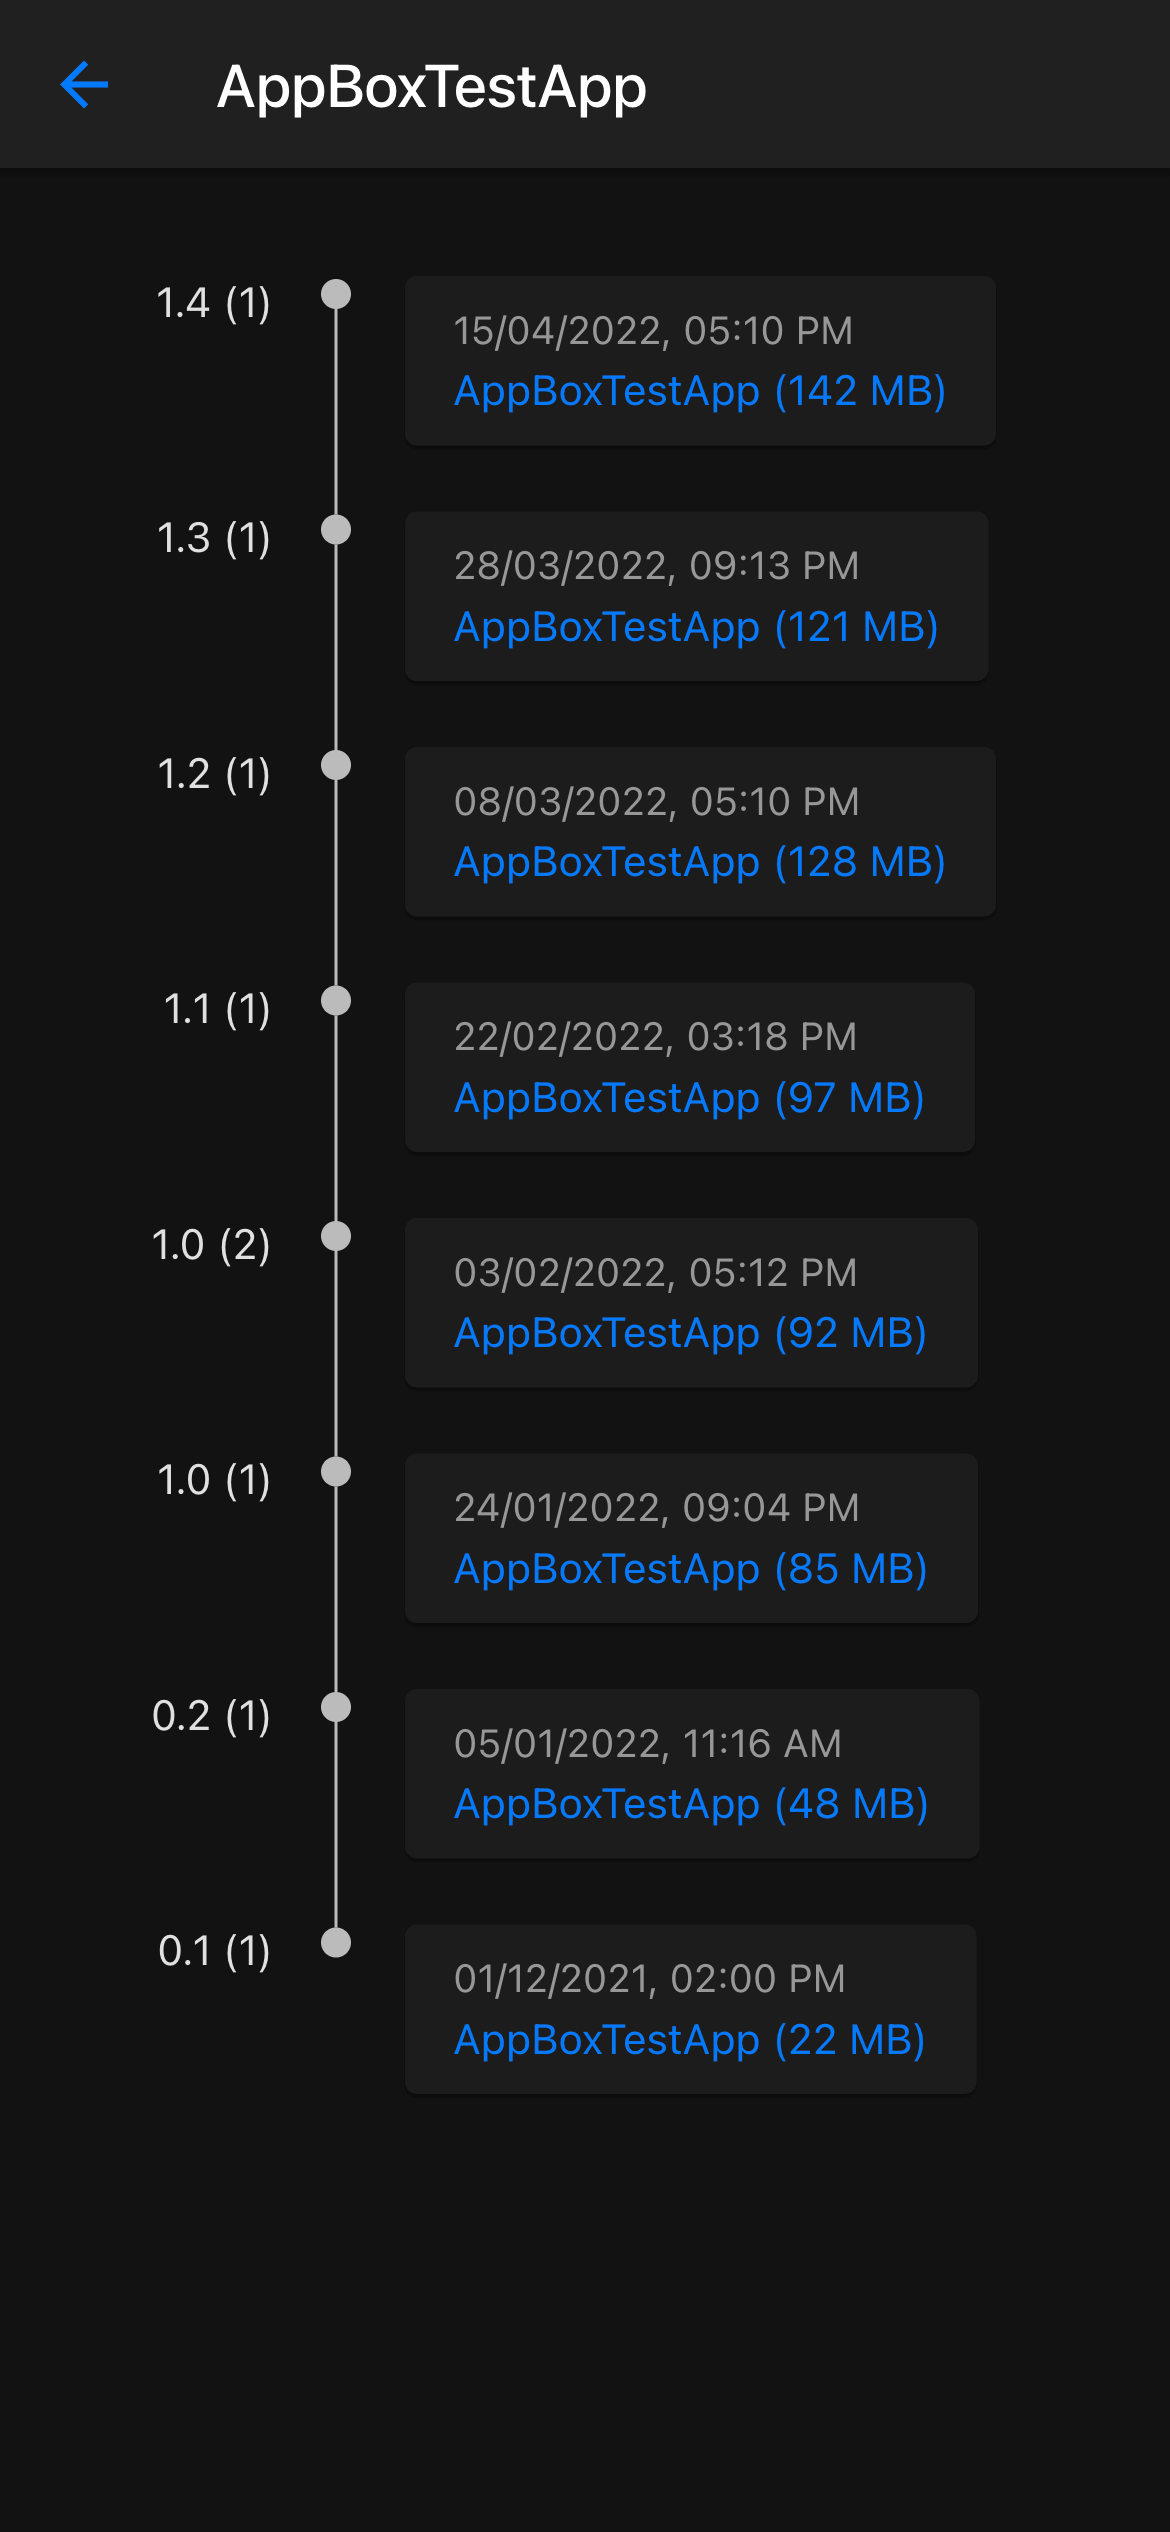 AppBoxTestApp
1.4 (1)
15/04/2022, 05:10 PM
AppBoxTestApp (142 MB)
1.3 (1)
28/03/2022, 09:13 PM
AppBoxTestApp (121 MB)
1.2 (1)
08/03/2022, 05:10 PM
AppBoxTestApp (128 MB)
1.1 (1)
22/02/2022, 03:18 PM
AppBoxTestApp (97 MB)
1.0 (2)
03/02/2022, 05:12 PM
AppBoxTestApp (92 MB)
1.0 (1)
24/01/2022, 09:04 PM
AppBoxTestApp (85 MB)
0.2 (1)
05/01/2022, 11:16 AM
AppBoxTestApp (48 MB)
0.1 (1)
01/12/2021, 02:00 PM
AppBoxTestApp (22 MB)